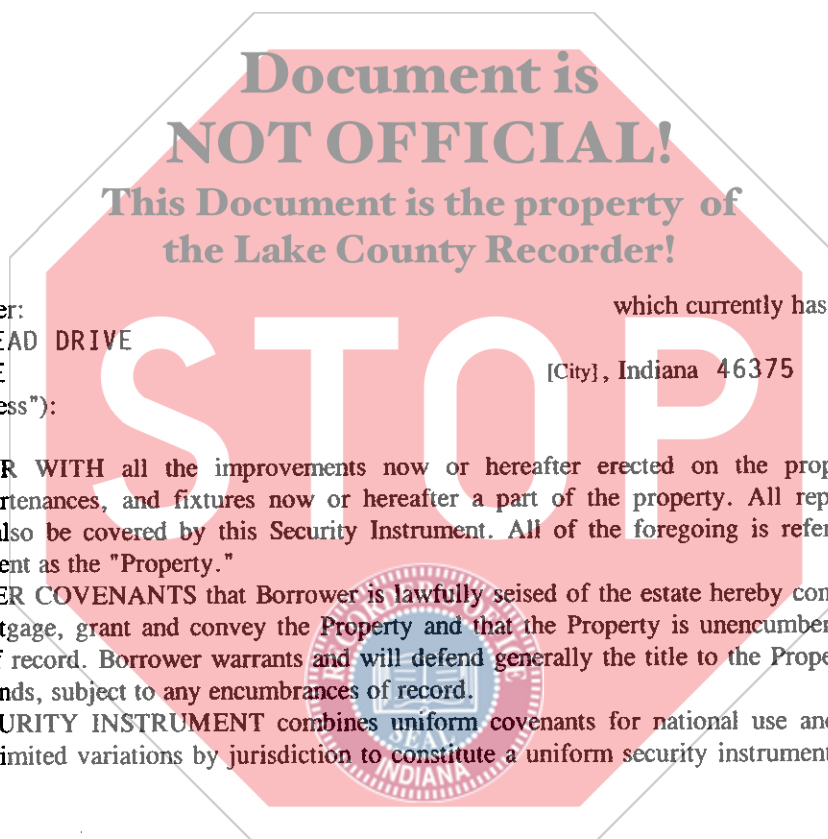 Document is
NOT OFFICIAL!
This Document is the property of
the Lake County Recorder!
er: which currently has
EAD DRIVE
E [City], Indiana 46375
ess"):
STOP
R WITH all the improvements now or hereafter erected on the prop
rtenances, and fixtures now or hereafter a part of the property. All rep
also be covered by this Security Instrument. All of the foregoing is refer
ent as the "Property."
ER COVENANTS that Borrower is lawfully seised of the estate hereby con
tgage, grant and convey the Property and that the Property is unencumber
f record. Borrower warrants and will defend generally the title to the Prope
nds, subject to any encumbrances of record.
URITY INSTRUMENT combines uniform covenants for national use and
imited variations by jurisdiction to constitute a uniform security instrument
SEAL
INDIANA